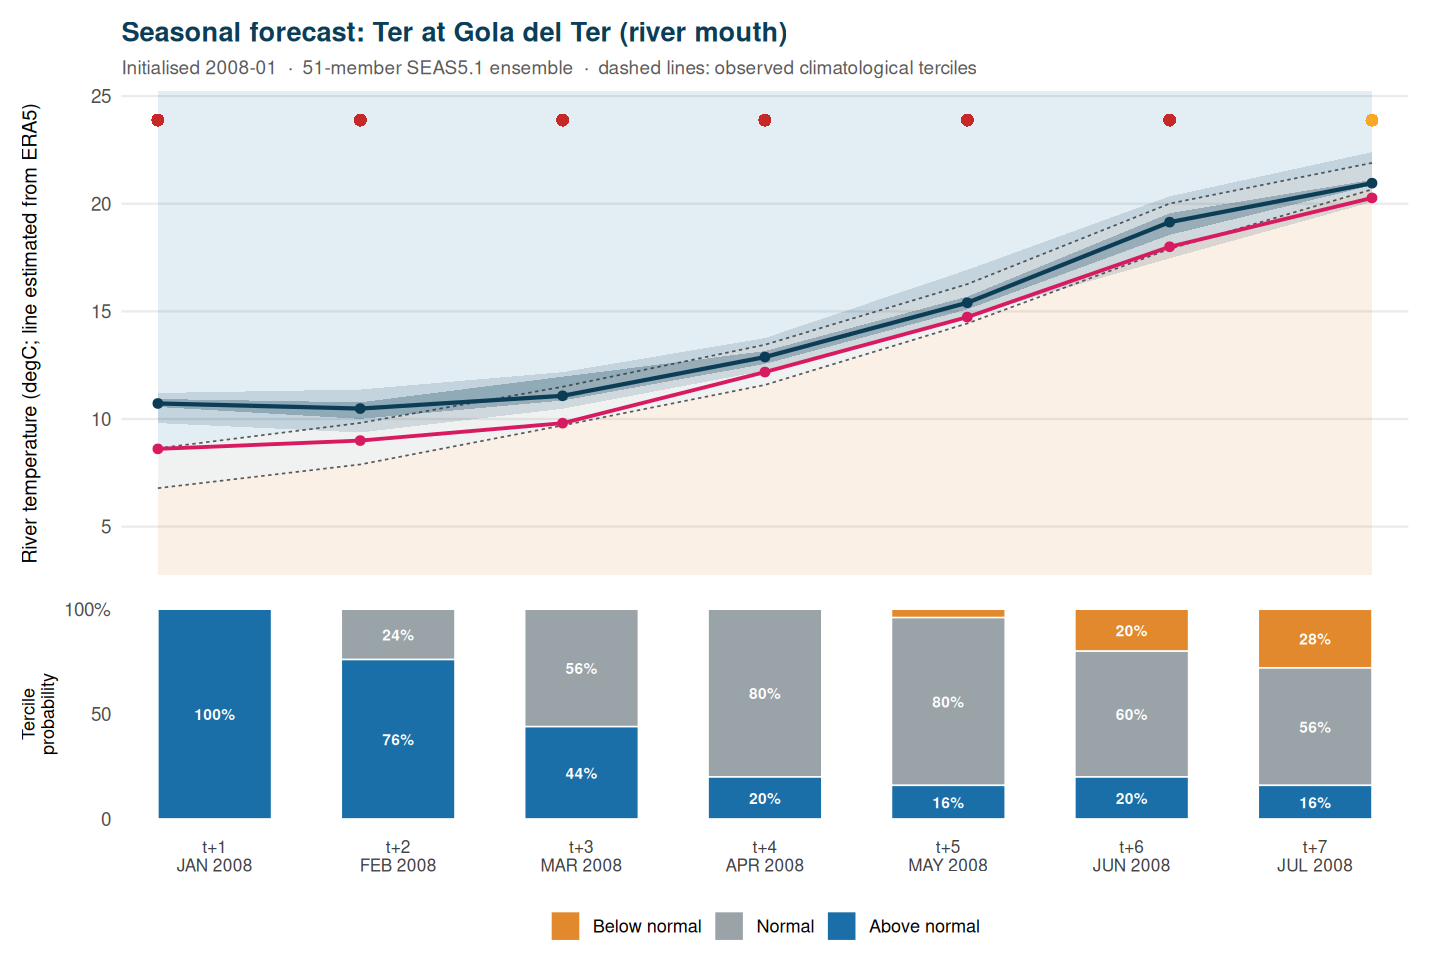 Seasonal forecast: Ter at Gola del Ter (river mouth)
Initialised 2008-01 · 51-member SEAS5.1 ensemble · dashed lines: observed climatological terciles
River temperature (degC; line estimated from ERA5)
25
20
15
10
5
Tercile
probability
100%
50
0
100%
24%
76%
56%
44%
80%
20%
80%
16%
20%
60%
20%
28%
56%
16%
t+1
JAN 2008
t+2
FEB 2008
t+3
MAR 2008
t+4
APR 2008
t+5
MAY 2008
t+6
JUN 2008
t+7
JUL 2008
Below normal
Normal
Above normal